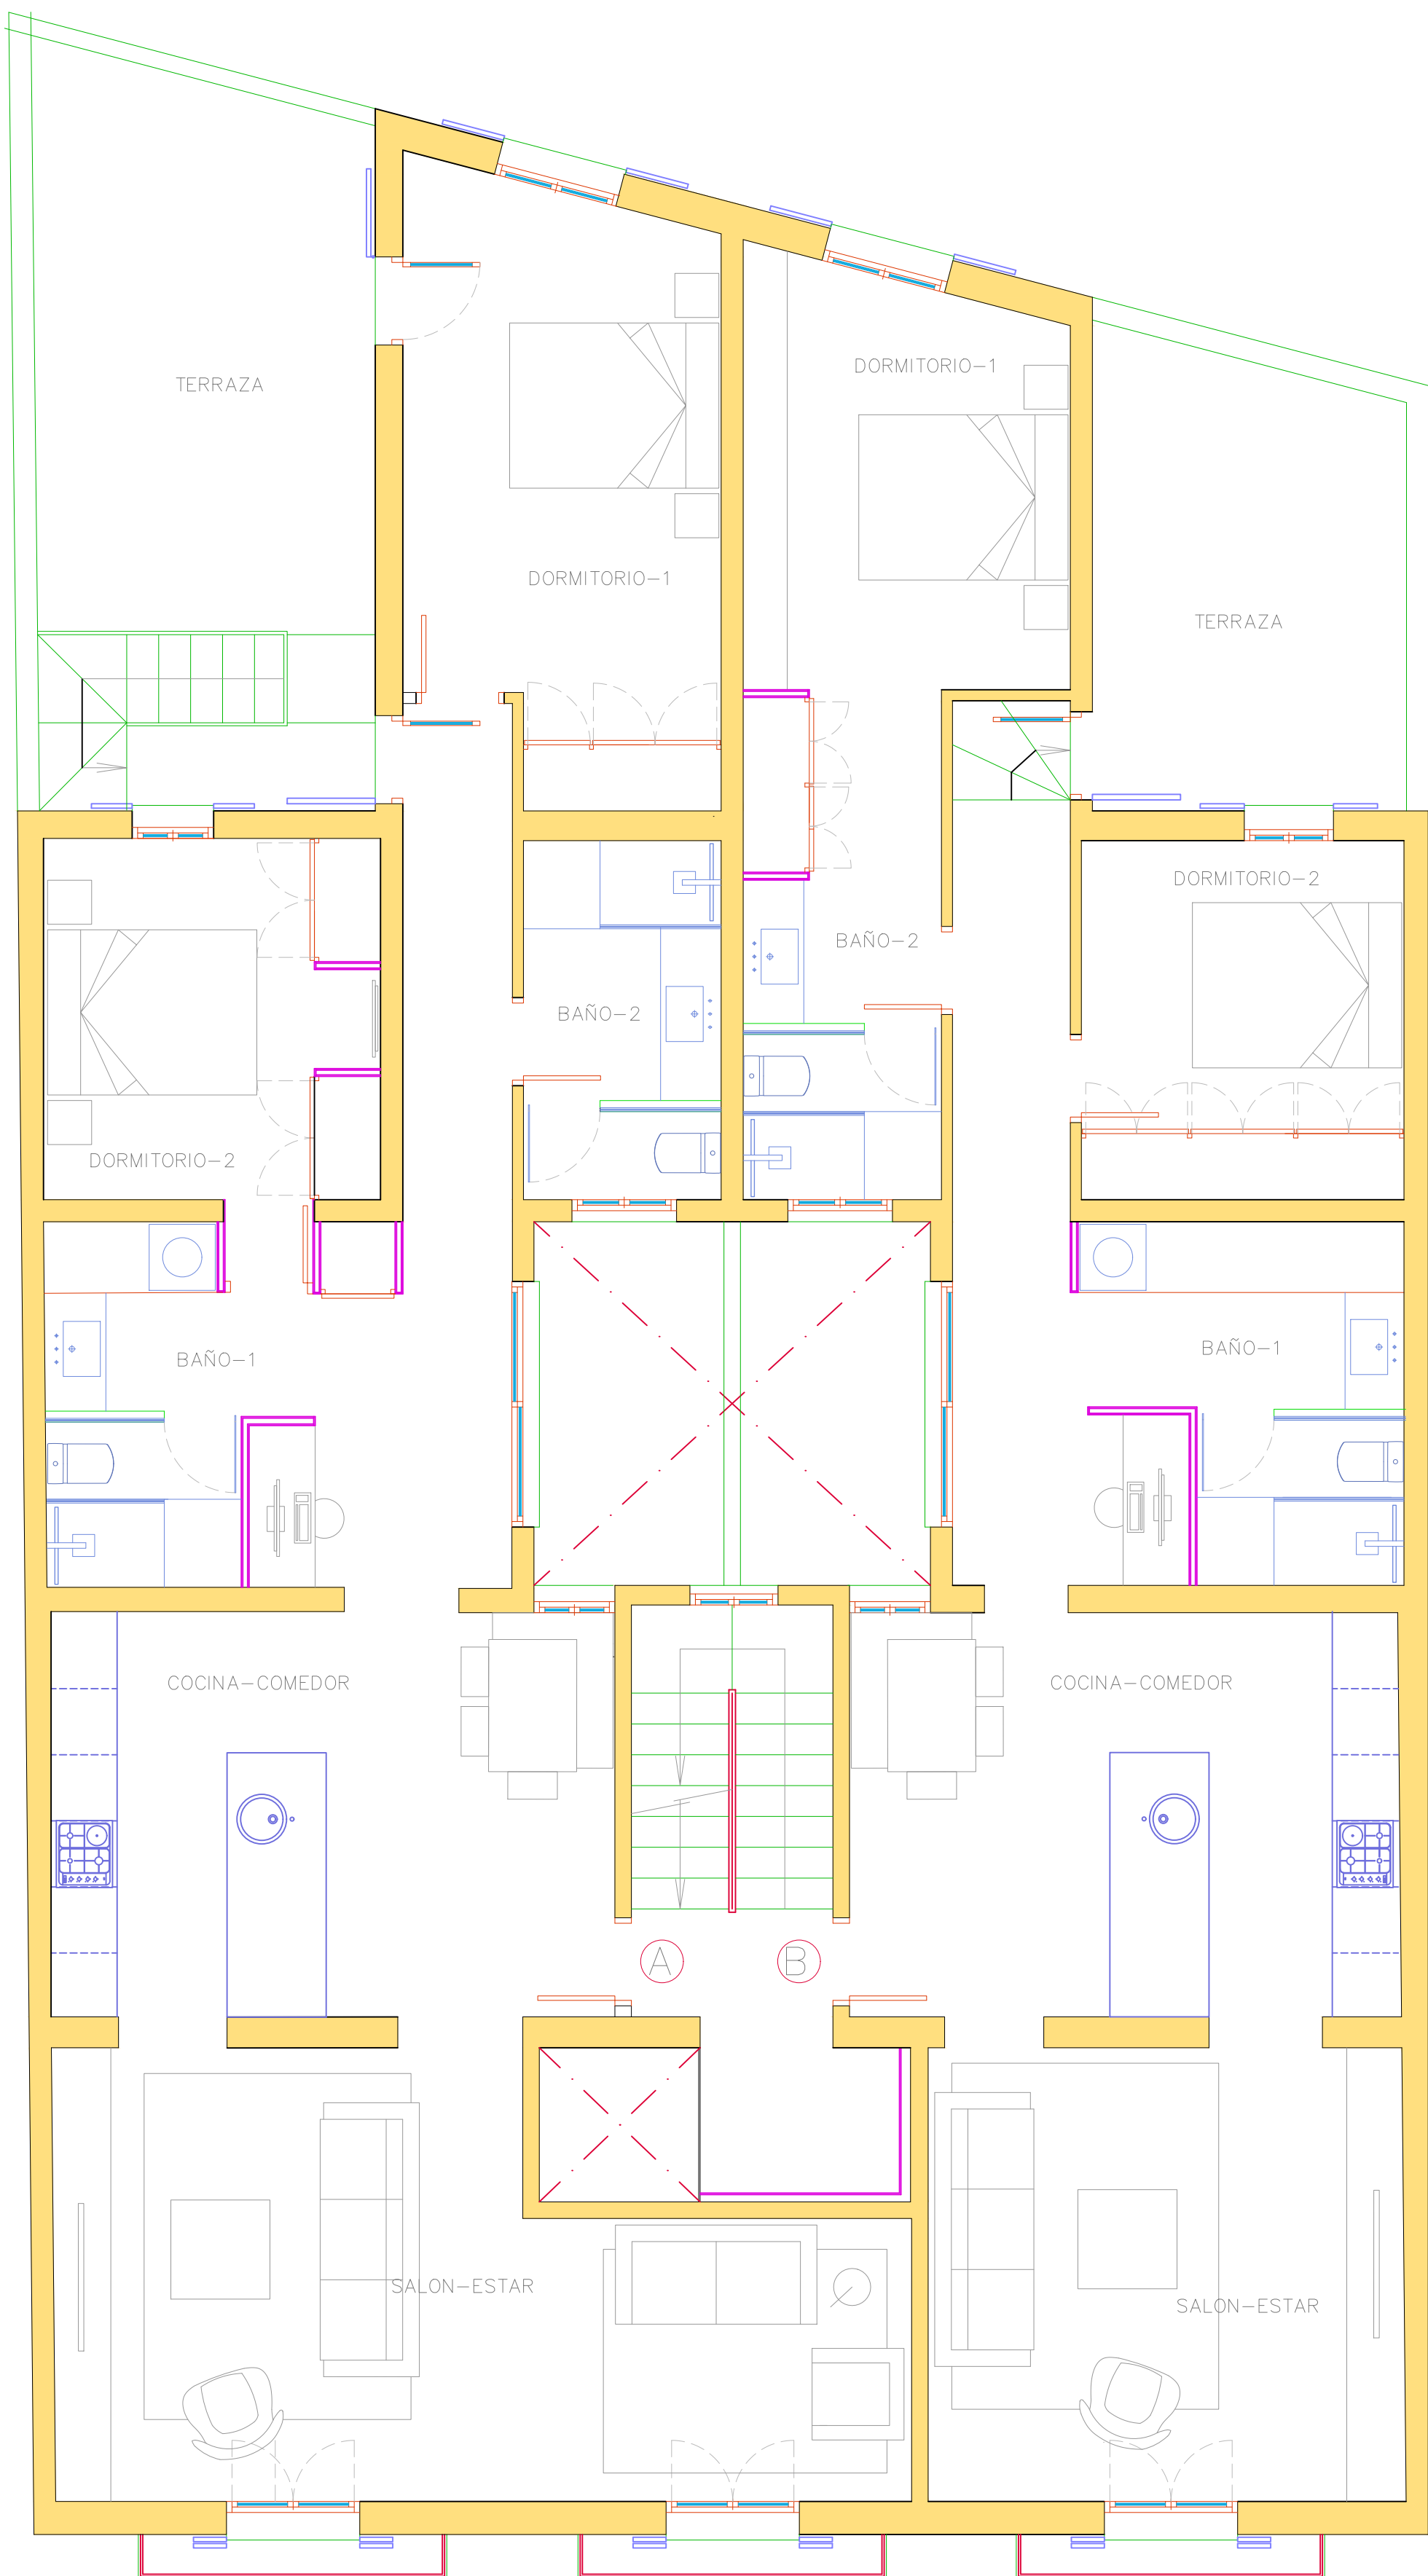 DORMITORIO-1
TERRAZA
DORMITORIO-1
TERRAZA
DORMITORIO-2
BAÑO-2
BAÑO-2
DORMITORIO-2
BAÑO-1
BAÑO-1
COCINA-COMEDOR
COCINA-COMEDOR
A
B
SALON-ESTAR
SALON-ESTAR